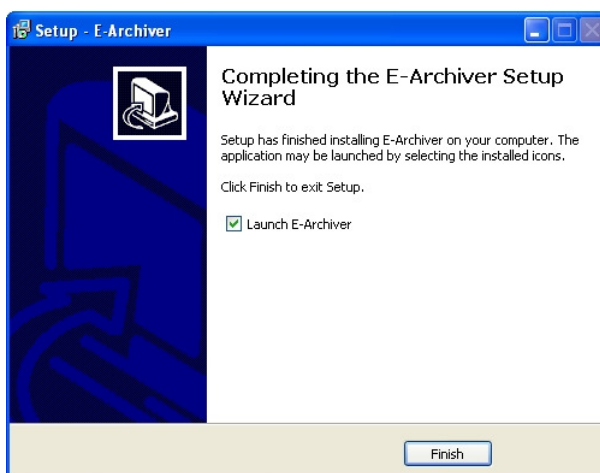 Setup - E-Archiver
Completing the E-Archiver Setup
Wizard
Setup has finished installing E-Archiver on your computer. The
application may be launched by selecting the installed icons.
Click Finish to exit Setup.
Launch E-Archiver
Finish